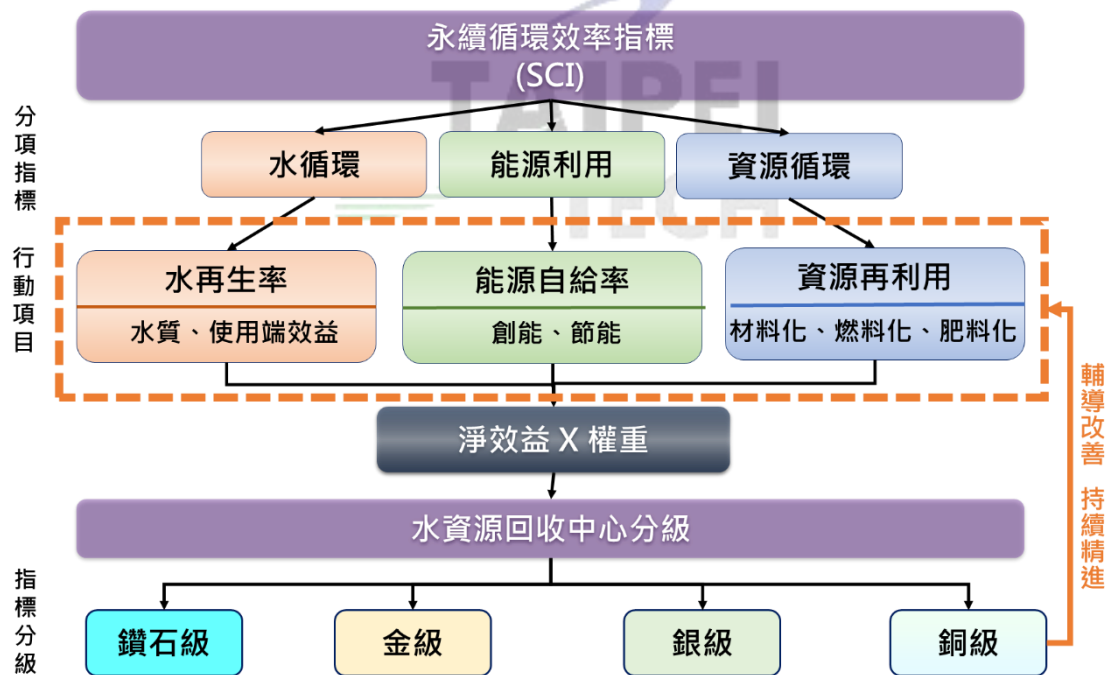 永續循環效率指標
(SCI)
TAIPEI
TECH
分項指標
水循環
能源利用
資源循環
行動項目
水再生率
水質、使用端效益
能源自給率
創能、節能
資源再利用
材料化、燃料化、肥料化
淨效益 X 權重
水資源回收中心分級
指標分級
鑽石級
金級
銀級
銅級
輔導改善 持續精進